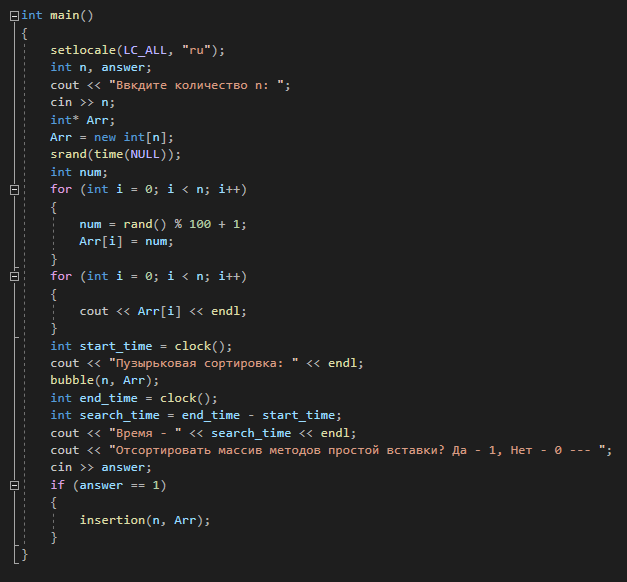 int main()
{
setlocale(LC_ALL, "ru");
int n, answer;
cout << "Ввкдите количество n: ";
cin >> n;
int* Arr;
Arr = new int[n];
srand(time(NULL));
int num;
for (int i = 0; i < n; i++)
{
num = rand() % 100 + 1;
Arr[i] = num;
}
for (int i = 0; i < n; i++)
{
cout << Arr[i] << endl;
}
int start_time = clock();
cout << "Пузырьковая сортировка: " << endl;
bubble(n, Arr);
int end_time = clock();
int search_time = end_time - start_time;
cout << "Время - " << search_time << endl;
cout << "Отсортировать массив методов простой вставки? Да - 1, Нет - 0 --- ";
cin >> answer;
if (answer == 1)
{
insertion(n, Arr);
}
}